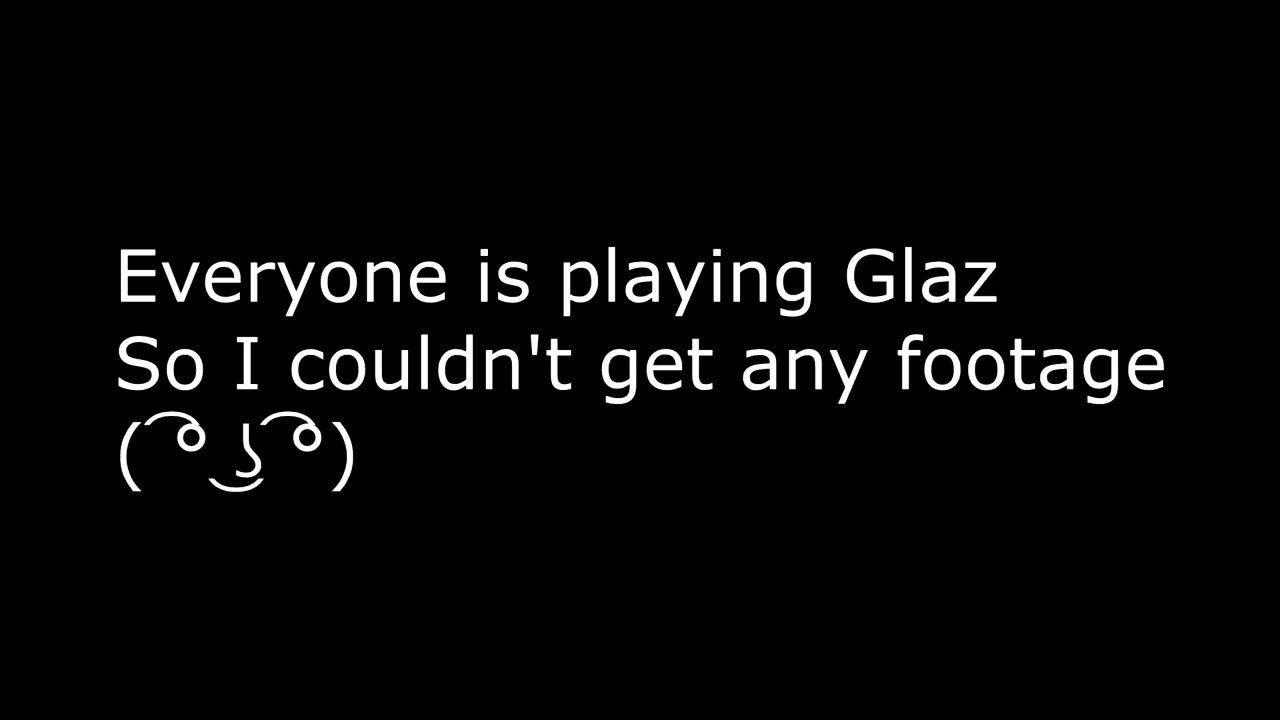 Everyone is playing Glaz
So I couldn't get any footage
( ͡° ͜ʖ ͡°)